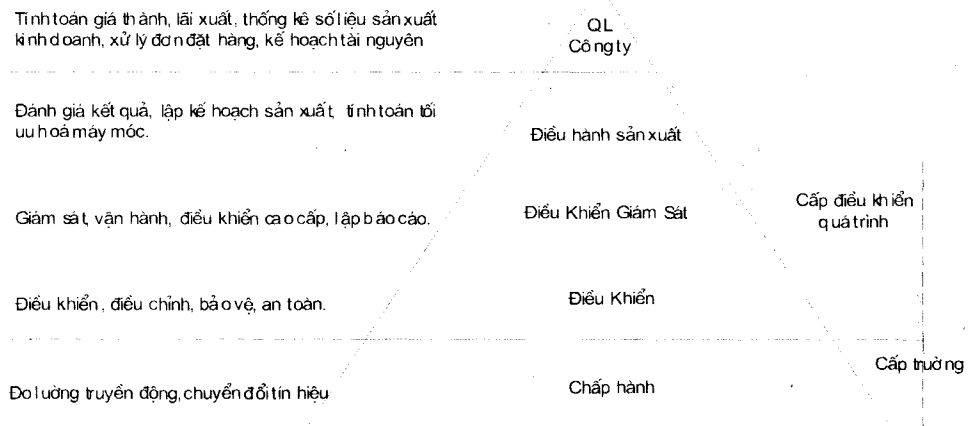 Tính toán giá thành, lãi xuất, thống kê số liệu sản xuất
kinh doanh, xử lý đơn đặt hàng, kế hoạch tài nguyên
QL
Công ty
Đánh giá kết quả, lập kế hoạch sản xuất, tính toán tối
uu hoá máy móc.
Điều hành sản xuất
Giám sát, vận hành, điều khiển cao cấp, lập báo cáo.
Điều Khiển Giám Sát
Cấp điều khiển
quá trình
Điều khiển, điều chỉnh, bảo vệ, an toàn.
Điều Khiển
Cấp truờng
Đo luờng truyền động, chuyển đổi tín hiệu
Chấp hành